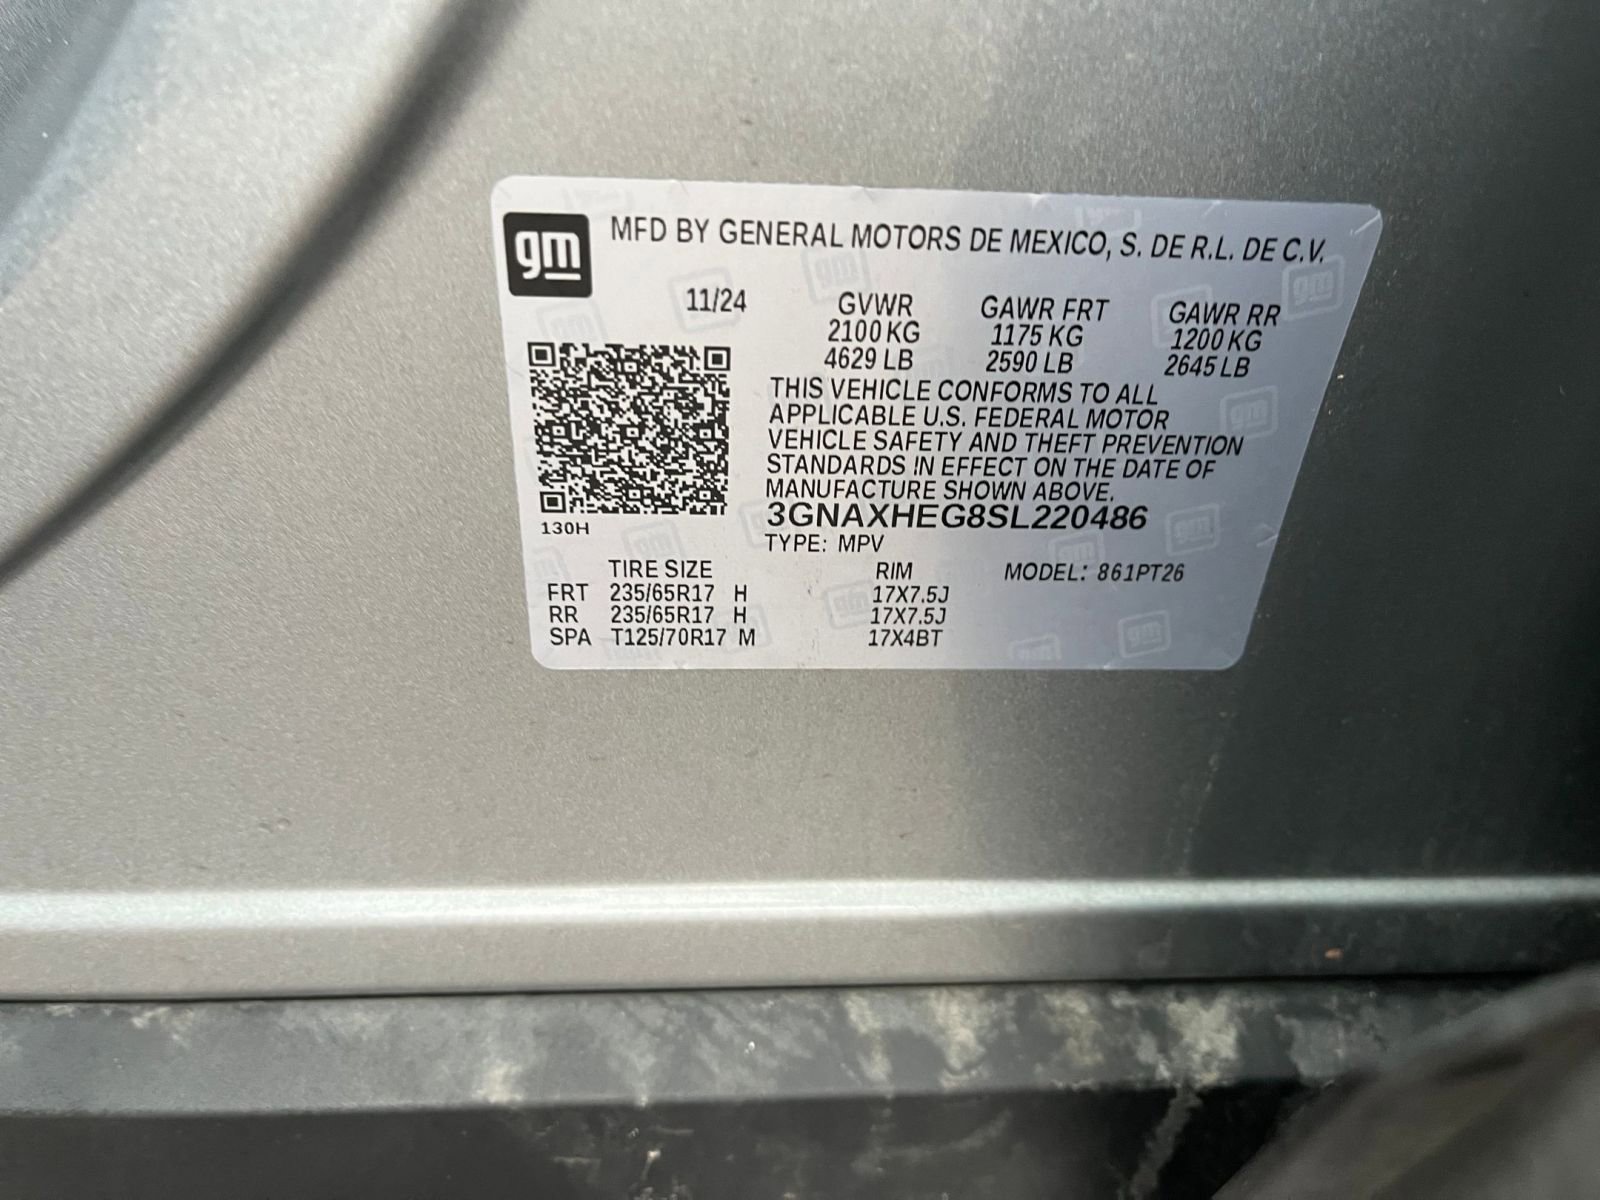 gm MFD BY GENERAL MOTORS DE MEXICO, S. DE R.L. DE C.V.
11/24 GVWR GAWR FRT GAWR RR
2100 KG 1175 KG 1200 KG
4629 LB 2590 LB 2645 LB
THIS VEHICLE CONFORMS TO ALL
APPLICABLE U.S. FEDERAL MOTOR
VEHICLE SAFETY AND THEFT PREVENTION
STANDARDS IN EFFECT ON THE DATE OF
MANUFACTURE SHOWN ABOVE.
3GNAXHEG8SL220486
130H
TYPE: MPV
TIRE SIZE RIM MODEL: 861PT26
FRT 235/65R17 H 17X7.5J
RR 235/65R17 H 17X7.5J
SPA T125/70R17 M 17X4BT